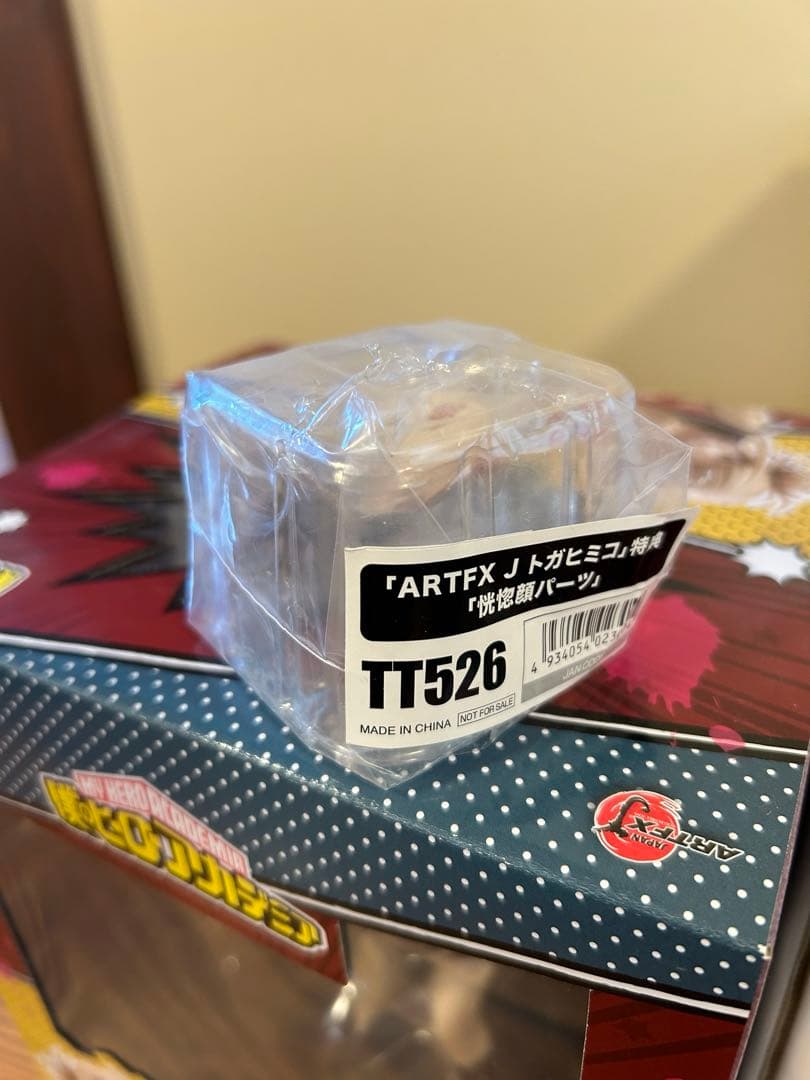 『ARTFX J トガヒミコ』特典
『恍惚顔パーツ』
TT526
4 934054 023
JAN COD
MADE IN CHINA NOT FOR SALE
MY HERO ACADEMIA
僕のヒーローアカデミア
JAPAN
ARTFX